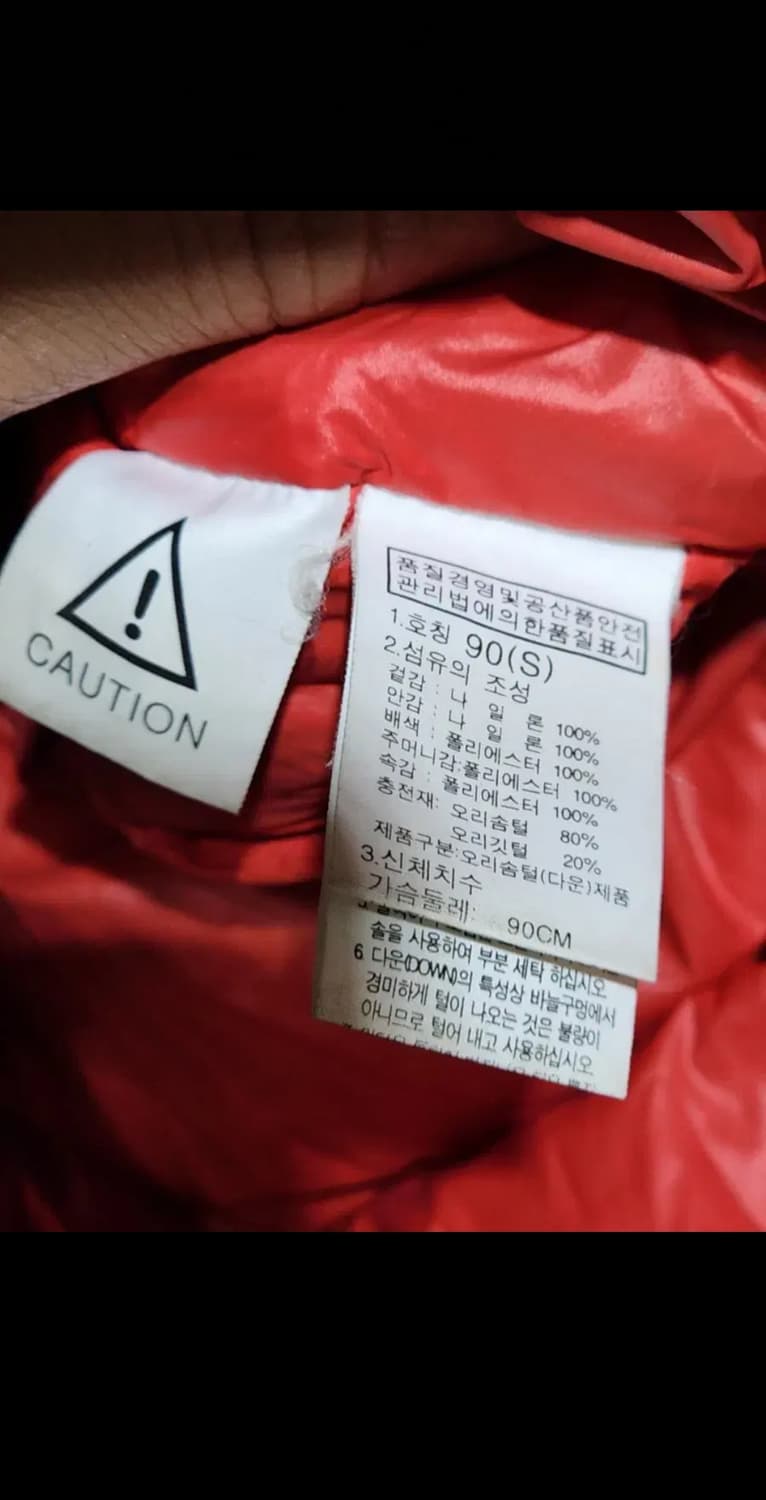 CAUTION
품질경영및공산품안전
관리법에의한품질표시
1.호칭 90(S)
2.섬유의 조성
겉감 : 나 일 론 100%
안감 : 나 일 론 100%
배색 : 폴리에스터 100%
주머니감:폴리에스터 100%
속감 : 폴리에스터 100%
충전재: 오리솜털 80%
오리깃털 20%
제품구분:오리솜털(다운)제품
3.신체치수
가슴둘레: 90CM
솔을 사용하여 부분 세탁 하십시오
6. 다운(DOWN)의 특성상 바늘구멍에서
경미하게 털이 나오는 것은 불량이
아니므로 털어 내고 사용하십시오